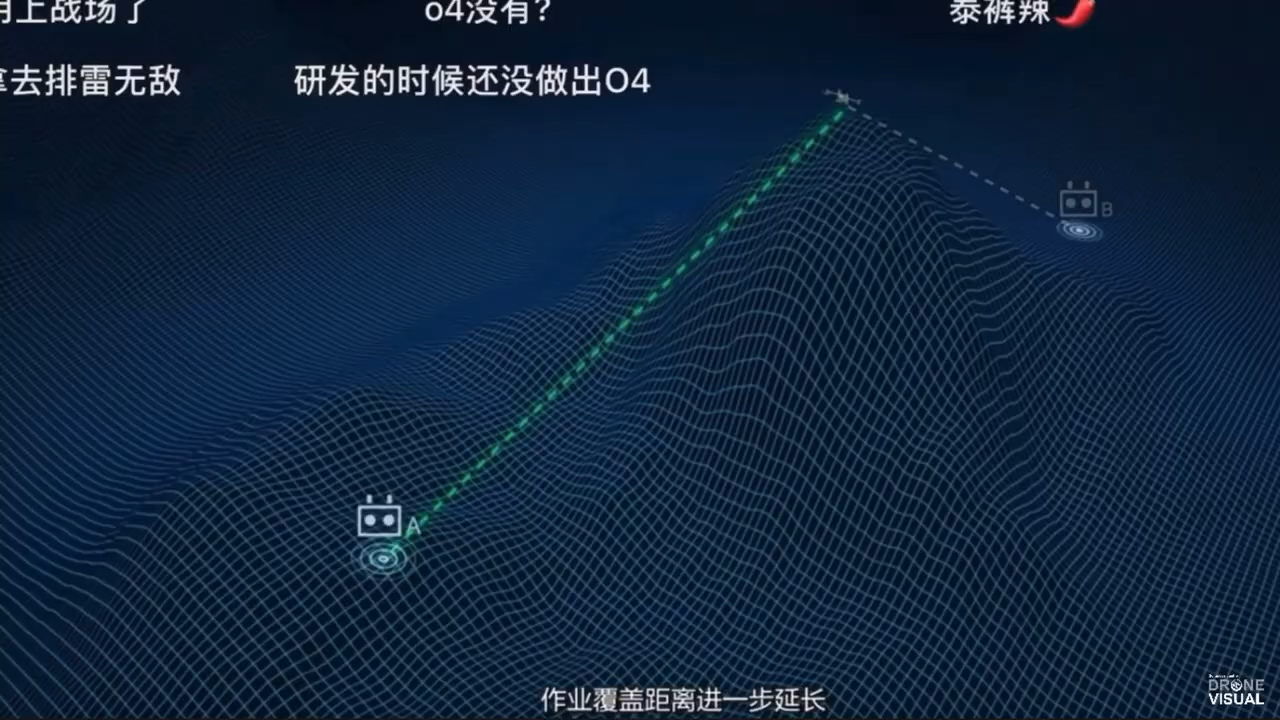 用上战场了
o4没有？
泰裤辣
拿去排雷无敌
研发的时候还没做出O4
B
A
作业覆盖距离进一步延长
DRONE
VISUAL